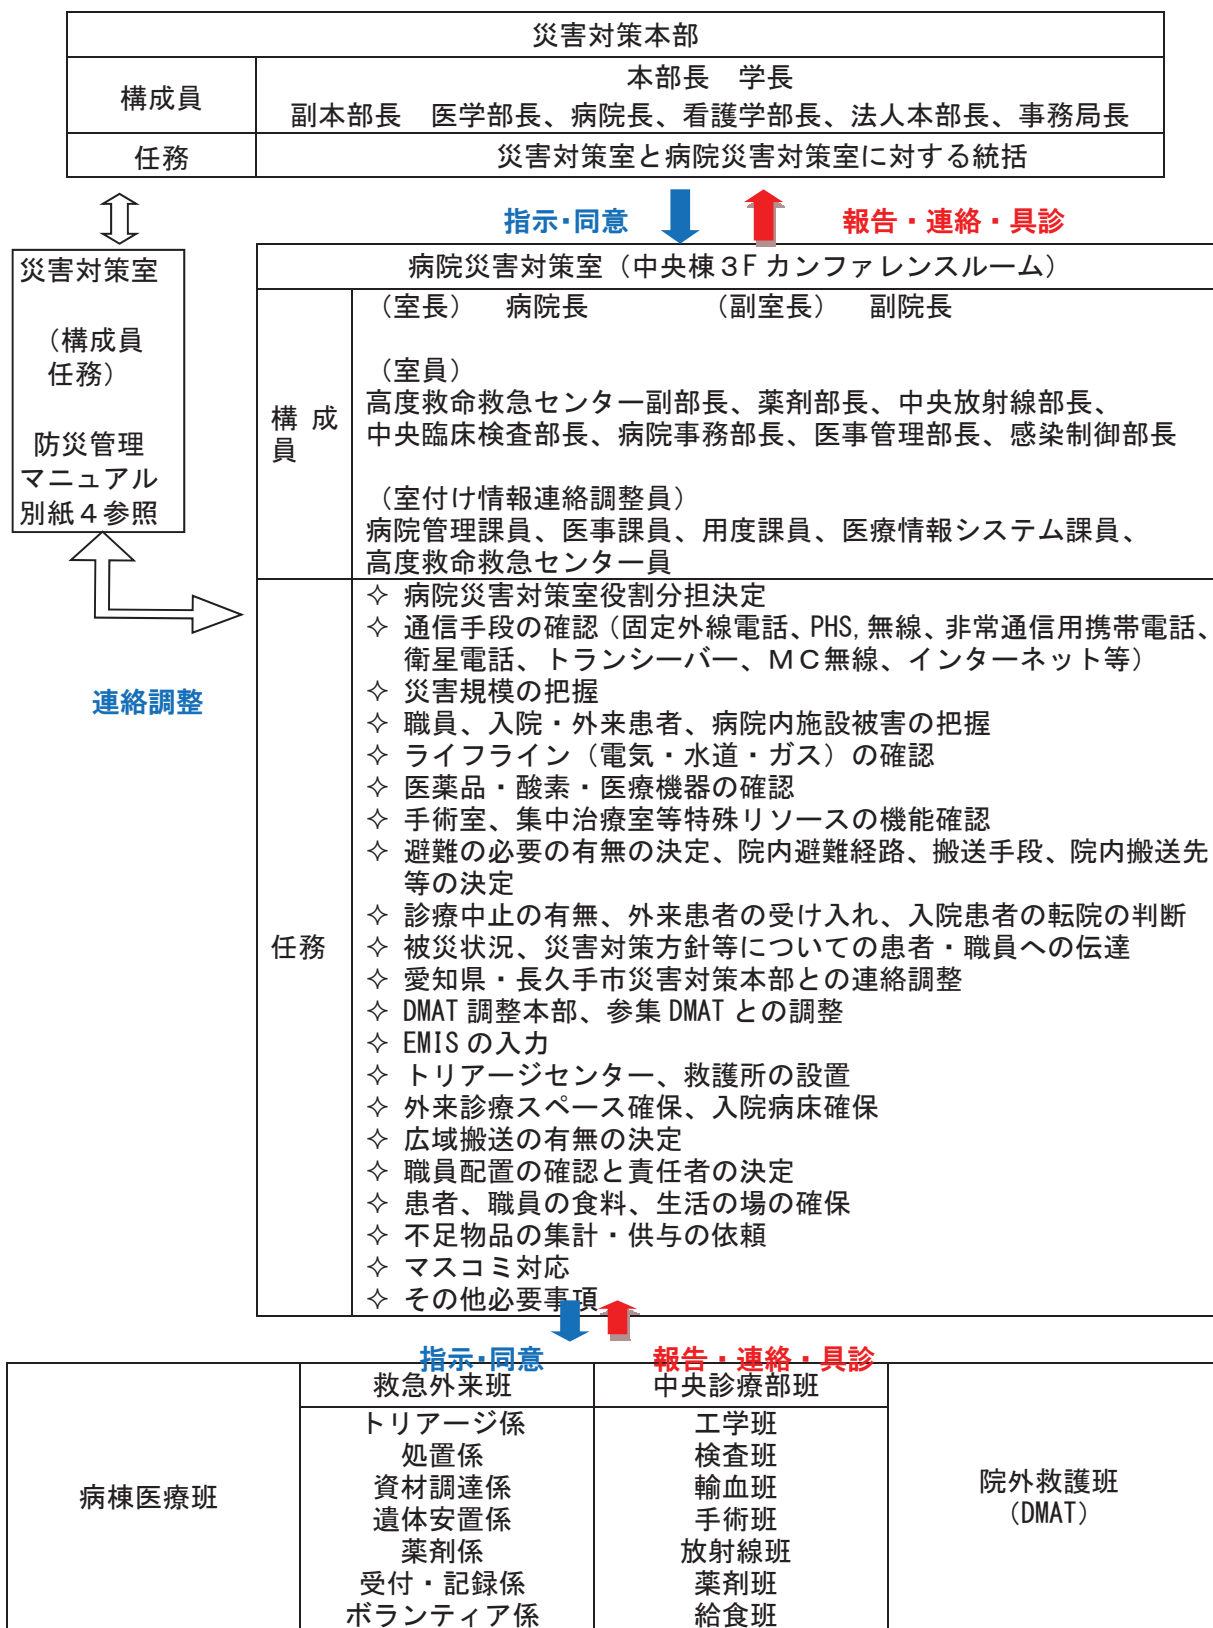 災害対策本部
構成員
本部長　学長
副本部長　医学部長、病院長、看護学部長、法人本部長、事務局長
任務
災害対策室と病院災害対策室に対する統括
指示・同意
報告・連絡・具診
災害対策室
（構成員
任務）
防災管理
マニュアル
別紙４参照
連絡調整
病院災害対策室（中央棟３F カンファレンスルーム）
構 成
員
（室長）　病院長　　　　（副室長）　副院長
（室員）
高度救命救急センター副部長、薬剤部長、中央放射線部長、
中央臨床検査部長、病院事務部長、医事管理部長、感染制御部長
（室付け情報連絡調整員）
病院管理課員、医事課員、用度課員、医療情報システム課員、
高度救命救急センター員
任務
✧ 病院災害対策室役割分担決定
✧ 通信手段の確認（固定外線電話、PHS, 無線、非常通信用携帯電話、
衛星電話、トランシーバー、ＭＣ無線、インターネット等）
✧ 災害規模の把握
✧ 職員、入院・外来患者、病院内施設被害の把握
✧ ライフライン（電気・水道・ガス）の確認
✧ 医薬品・酸素・医療機器の確認
✧ 手術室、集中治療室等特殊リソースの機能確認
✧ 避難の必要の有無の決定、院内避難経路、搬送手段、院内搬送先
等の決定
✧ 診療中止の有無、外来患者の受け入れ、入院患者の転院の判断
✧ 被災状況、災害対策方針等についての患者・職員への伝達
✧ 愛知県・長久手市災害対策本部との連絡調整
✧ DMAT 調整本部、参集 DMAT との調整
✧ EMIS の入力
✧ トリアージセンター、救護所の設置
✧ 外来診療スペース確保、入院病床確保
✧ 広域搬送の有無の決定
✧ 職員配置の確認と責任者の決定
✧ 患者、職員の食料、生活の場の確保
✧ 不足物品の集計・供与の依頼
✧ マスコミ対応
✧ その他必要事項
指示・同意
報告・連絡・具診
病棟医療班
救急外来班
トリアージ係
処置係
資材調達係
遺体安置係
薬剤係
受付・記録係
ボランティア係
中央診療部班
工学班
検査班
輸血班
手術班
放射線班
薬剤班
給食班
院外救護班
（DMAT）